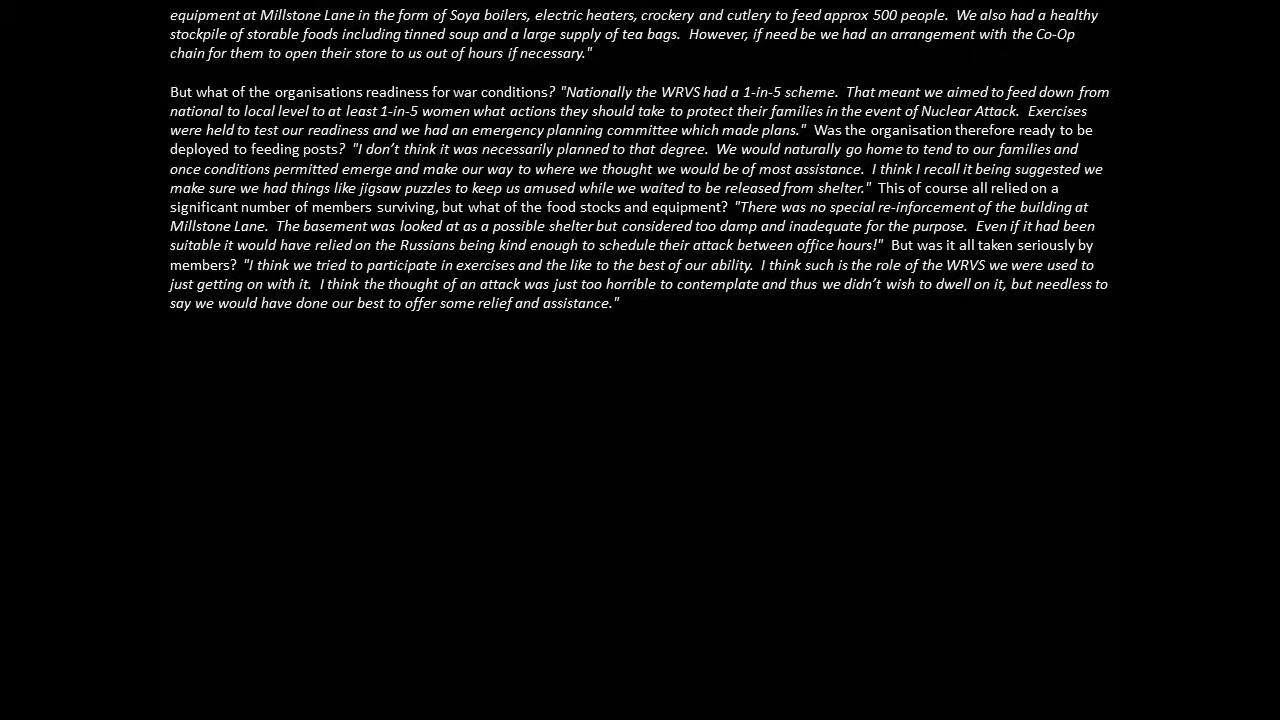 equipment at Millstone Lane in the form of Soya boilers, electric heaters, crockery and cutlery to feed approx 500 people.  We also had a healthy
stockpile of storable foods including tinned soup and a large supply of tea bags.  However, if need be we had an arrangement with the Co-Op
chain for them to open their store to us out of hours if necessary."
But what of the organisations readiness for war conditions? "Nationally the WRVS had a 1-in-5 scheme.  That meant we aimed to feed down from
national to local level to at least 1-in-5 women what actions they should take to protect their families in the event of Nuclear Attack.  Exercises
were held to test our readiness and we had an emergency planning committee which made plans."  Was the organisation therefore ready to be
deployed to feeding posts? "I don’t think it was necessarily planned to that degree.  We would naturally go home to tend to our families and
once conditions permitted emerge and make our way to where we thought we would be of most assistance.  I think I recall it being suggested we
make sure we had things like jigsaw puzzles to keep us amused while we waited to be released from shelter."  This of course all relied on a
significant number of members surviving, but what of the food stocks and equipment? "There was no special re-inforcement of the building at
Millstone Lane.  The basement was looked at as a possible shelter but considered too damp and inadequate for the purpose.  Even if it had been
suitable it would have relied on the Russians being kind enough to schedule their attack between office hours!"  But was it all taken seriously by
members? "I think we tried to participate in exercises and the like to the best of our ability.  I think such is the role of the WRVS we were used to
just getting on with it.  I think the thought of an attack was just too horrible to contemplate and thus we didn’t wish to dwell on it, but needless to
say we would have done our best to offer some relief and assistance."